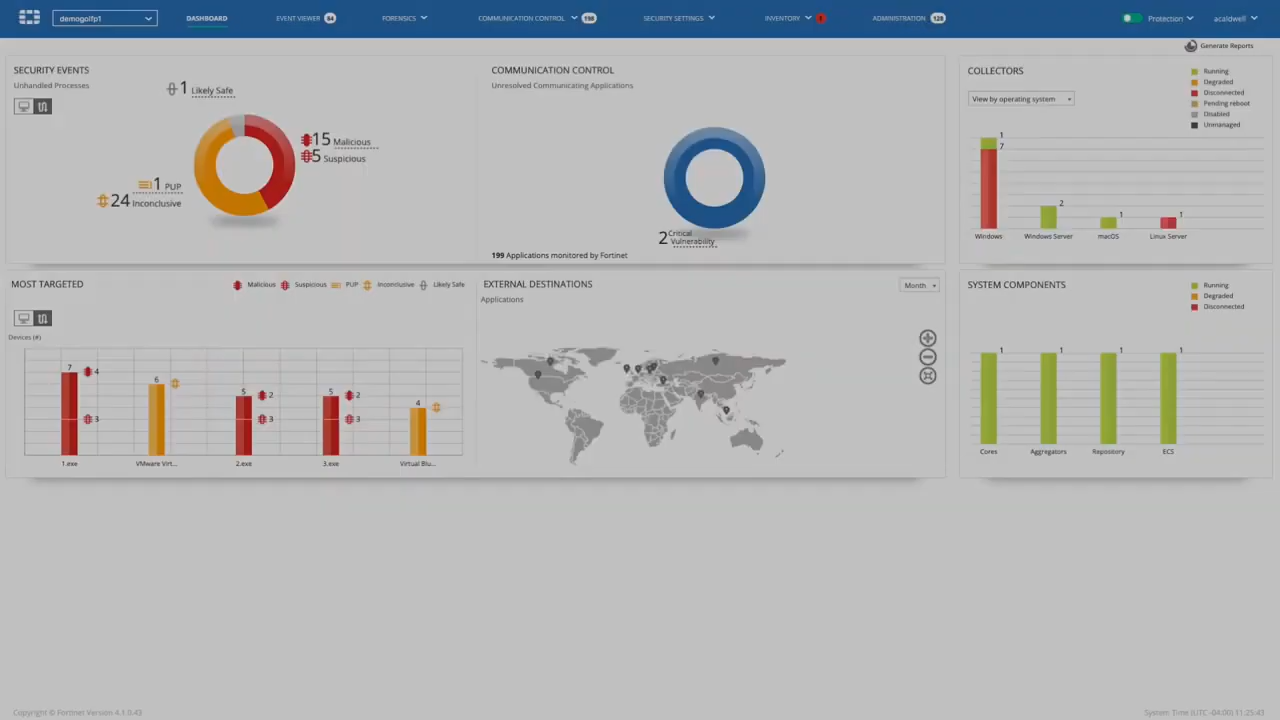 demogolfp1
DASHBOARD
EVENT VIEWER 84
FORENSICS
COMMUNICATION CONTROL 198
SECURITY SETTINGS
INVENTORY
ADMINISTRATION 128
Protection
acaldwell
Generate Reports
SECURITY EVENTS
Unhandled Processes
1 Likely Safe
15 Malicious
5 Suspicious
1 PUP
24 Inconclusive
COMMUNICATION CONTROL
Unresolved Communicating Applications
2 Critical
Vulnerability
199 Applications monitored by Fortinet
COLLECTORS
View by operating system
Running
Degraded
Disconnected
Pending reboot
Disabled
Unmanaged
1
7
2
1
1
Windows
Windows Server
macOS
Linux Server
MOST TARGETED
Malicious
Suspicious
PUP
Inconclusive
Likely Safe
Devices (#)
7
4
3
6
5
2
3
5
2
3
4
1.exe
VMware Virt...
2.exe
3.exe
Virtual Blu...
EXTERNAL DESTINATIONS
Applications
Month
SYSTEM COMPONENTS
Running
Degraded
Disconnected
1
1
1
1
Cores
Aggregators
Repository
ECS
Copyright © Fortinet Version 4.1.0.43
System Time (UTC -04:00) 11:25:43